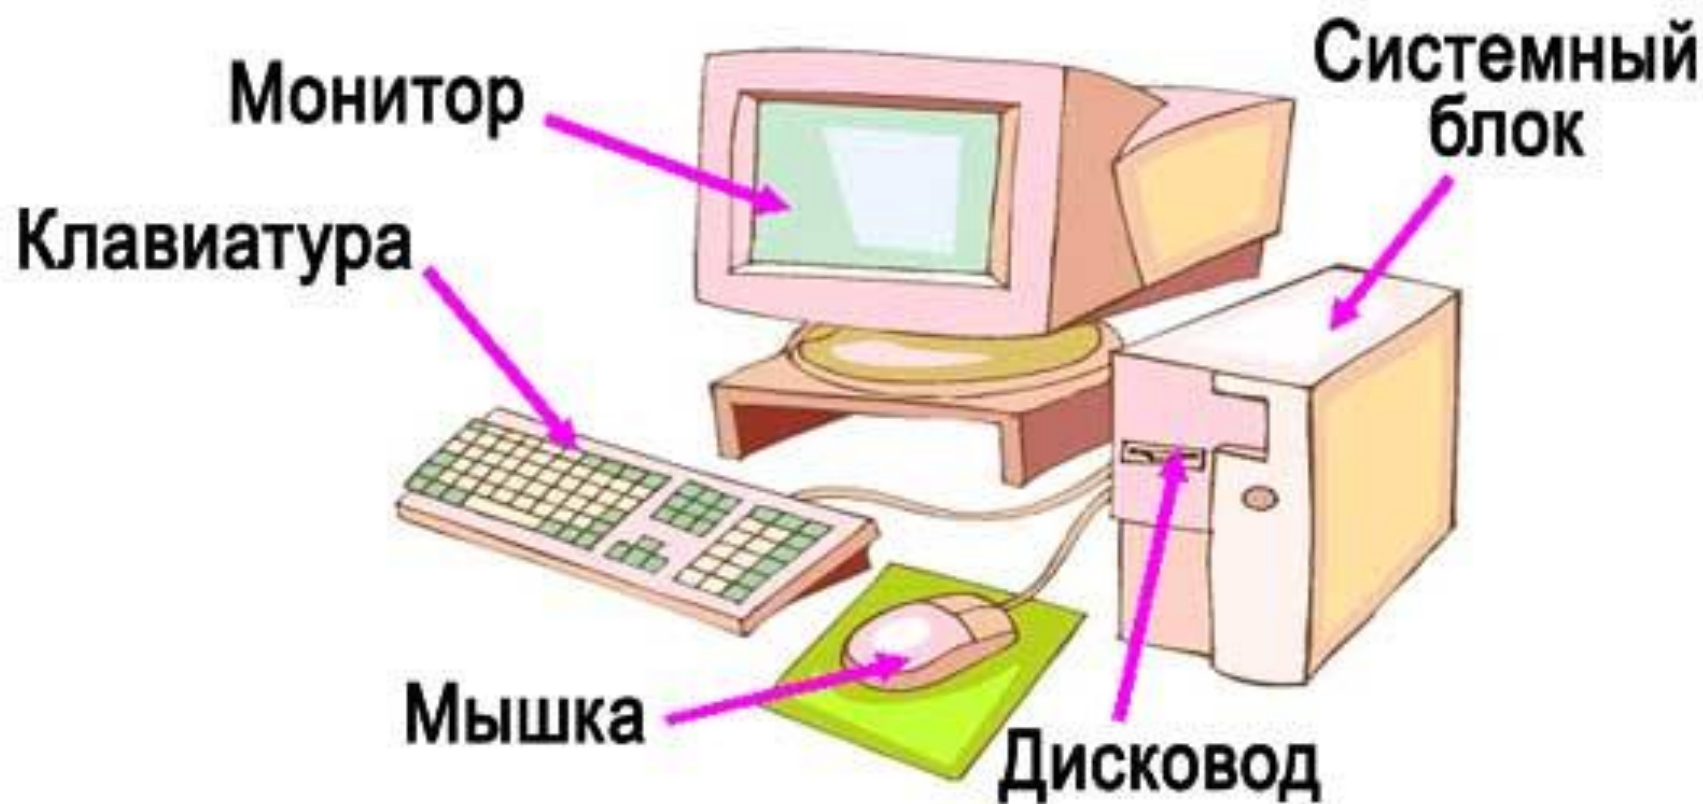 Монитор
Системный
блок
Клавиатура
Мышка
Дисковод